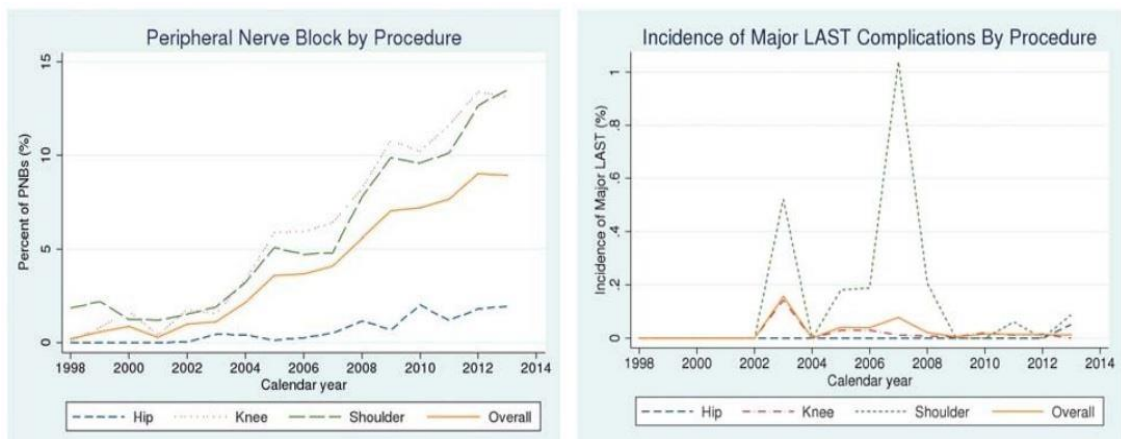 Peripheral Nerve Block by Procedure
Percent of PNBs (%)
15
10
5
0
1998 2000 2002 2004 2006 2008 2010 2012 2014
Calendar year
Hip Knee Shoulder Overall
Incidence of Major LAST Complications By Procedure
Incidence of Major LAST (%)
1
.8
.6
.4
.2
0
1998 2000 2002 2004 2006 2008 2010 2012 2014
Calendar year
Hip Knee Shoulder Overall